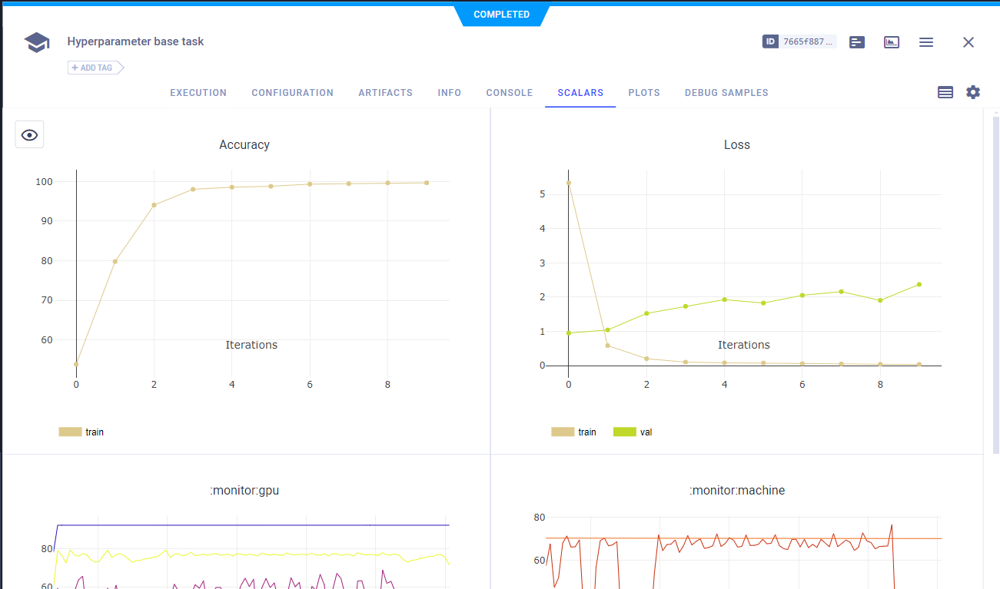 COMPLETED
Hyperparameter base task
ID 7665f887 ...
+ ADD TAG
EXECUTION CONFIGURATION ARTIFACTS INFO CONSOLE SCALARS PLOTS DEBUG SAMPLES
Accuracy
100
90
80
70
60
Iterations
0 2 4 6 8
train
Loss
5
4
3
2
1
0
Iterations
0 2 4 6 8
train val
:monitor:gpu
80
60
:monitor:machine
80
60